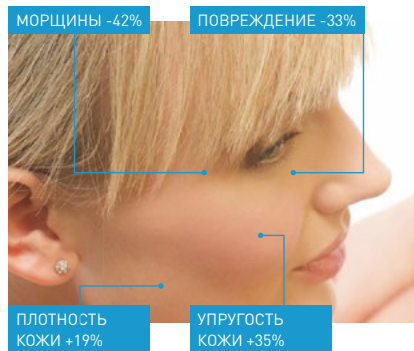 МОРЩИНЫ -42%
ПОВРЕЖДЕНИЕ -33%
ПЛОТНОСТЬ
КОЖИ +19%
УПРУГОСТЬ
КОЖИ +35%